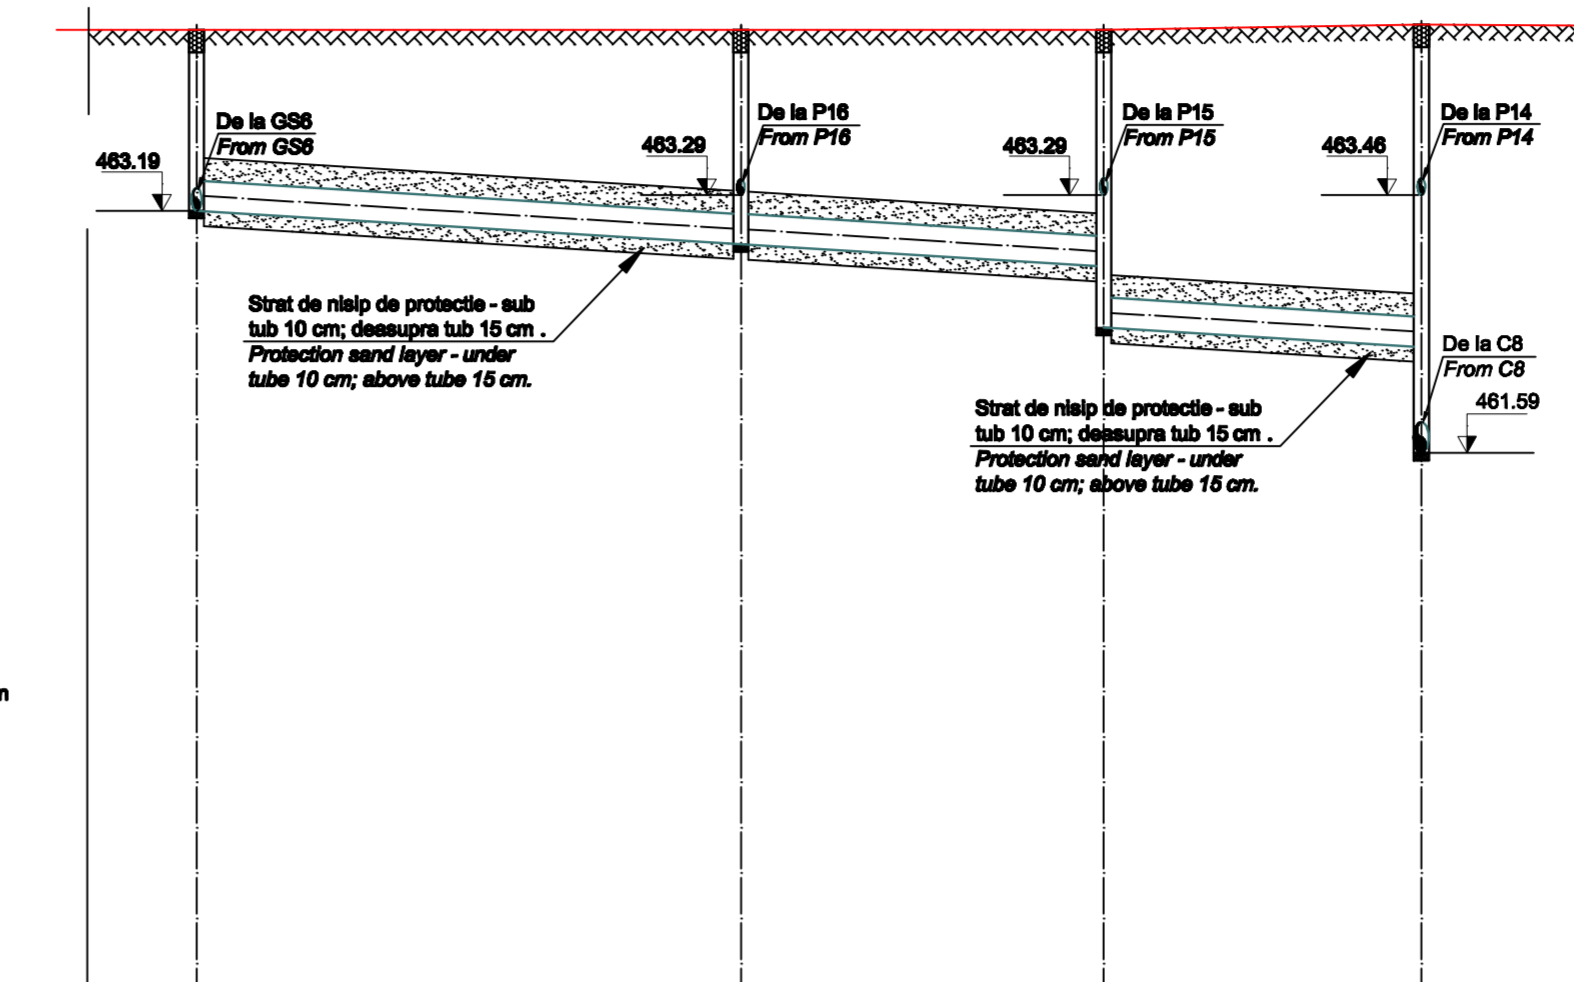 De la GS6
From GS6
463.19
463.29
De la P16
From P16
463.29
De la P15
From P15
463.46
De la P14
From P14
Strat de nisip de protectie - sub
tub 10 cm; deasupra tub 15 cm .
Protection sand layer - under
tube 10 cm; above tube 15 cm.
De la C8
From C8
461.59
Strat de nisip de protectie - sub
tub 10 cm; deasupra tub 15 cm .
Protection sand layer - under
tube 10 cm; above tube 15 cm.